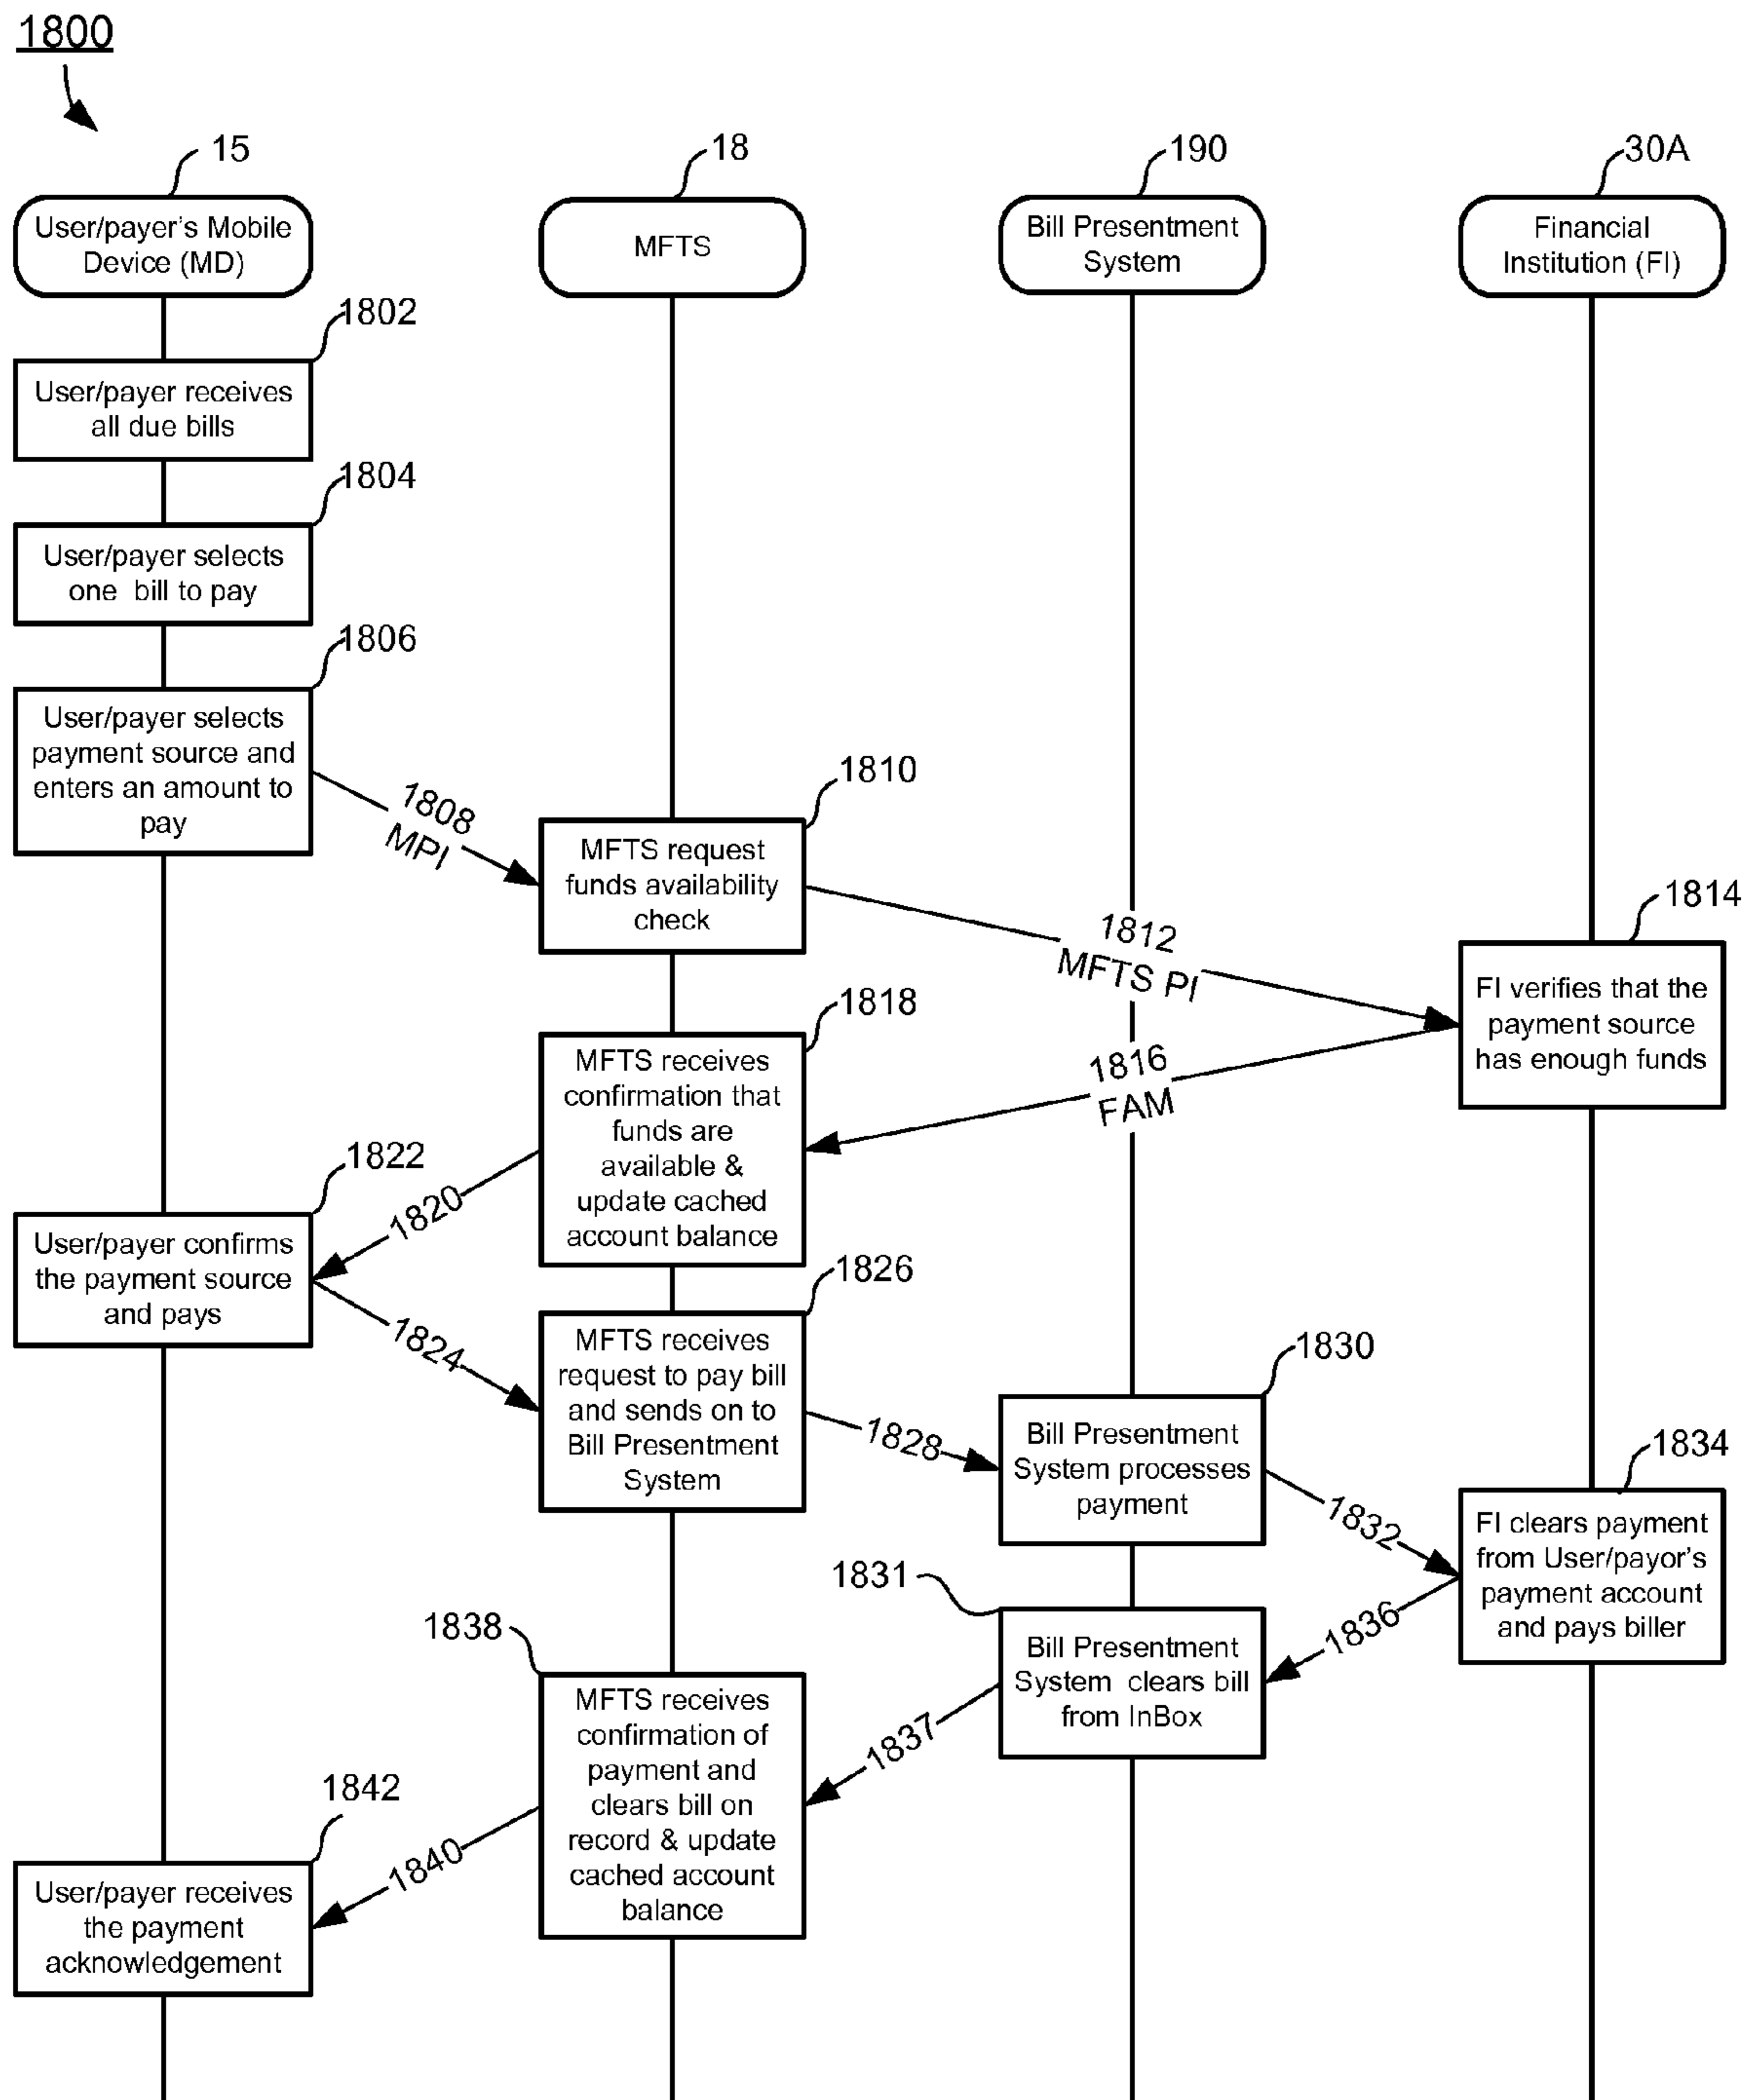 1800
15
18
190
30A
User/payer's Mobile
Device (MD)
MFTS
Bill Presentment
System
Financial
Institution (FI)
1802
User/payer receives
all due bills
1804
User/payer selects
one bill to pay
1806
User/payer selects
payment source and
enters an amount to
pay
1808
MPI
1810
MFTS request
funds availability
check
1812
MFTS PI
1814
FI verifies that the
payment source
has enough funds
1816
FAM
1818
MFTS receives
confirmation that
funds are
available &
update cached
account balance
1820
1822
User/payer confirms
the payment source
and pays
1824
1826
MFTS receives
request to pay bill
and sends on to
Bill Presentment
System
1828
1830
Bill Presentment
System processes
payment
1832
1834
FI clears payment
from User/payor's
payment account
and pays biller
1836
1831
Bill Presentment
System clears bill
from InBox
1837
1838
MFTS receives
confirmation of
payment and
clears bill on
record & update
cached account
balance
1840
1842
User/payer receives
the payment
acknowledgement